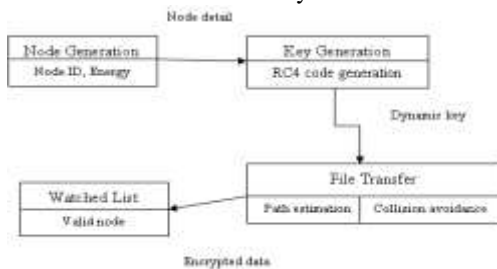 Node detail
Node Generation
Node ID, Energy
Key Generation
RC4 code generation
Dynamic key
File Transfer
Path estimation
Collision avoidance
Watched List
Valid node
Encrypted data